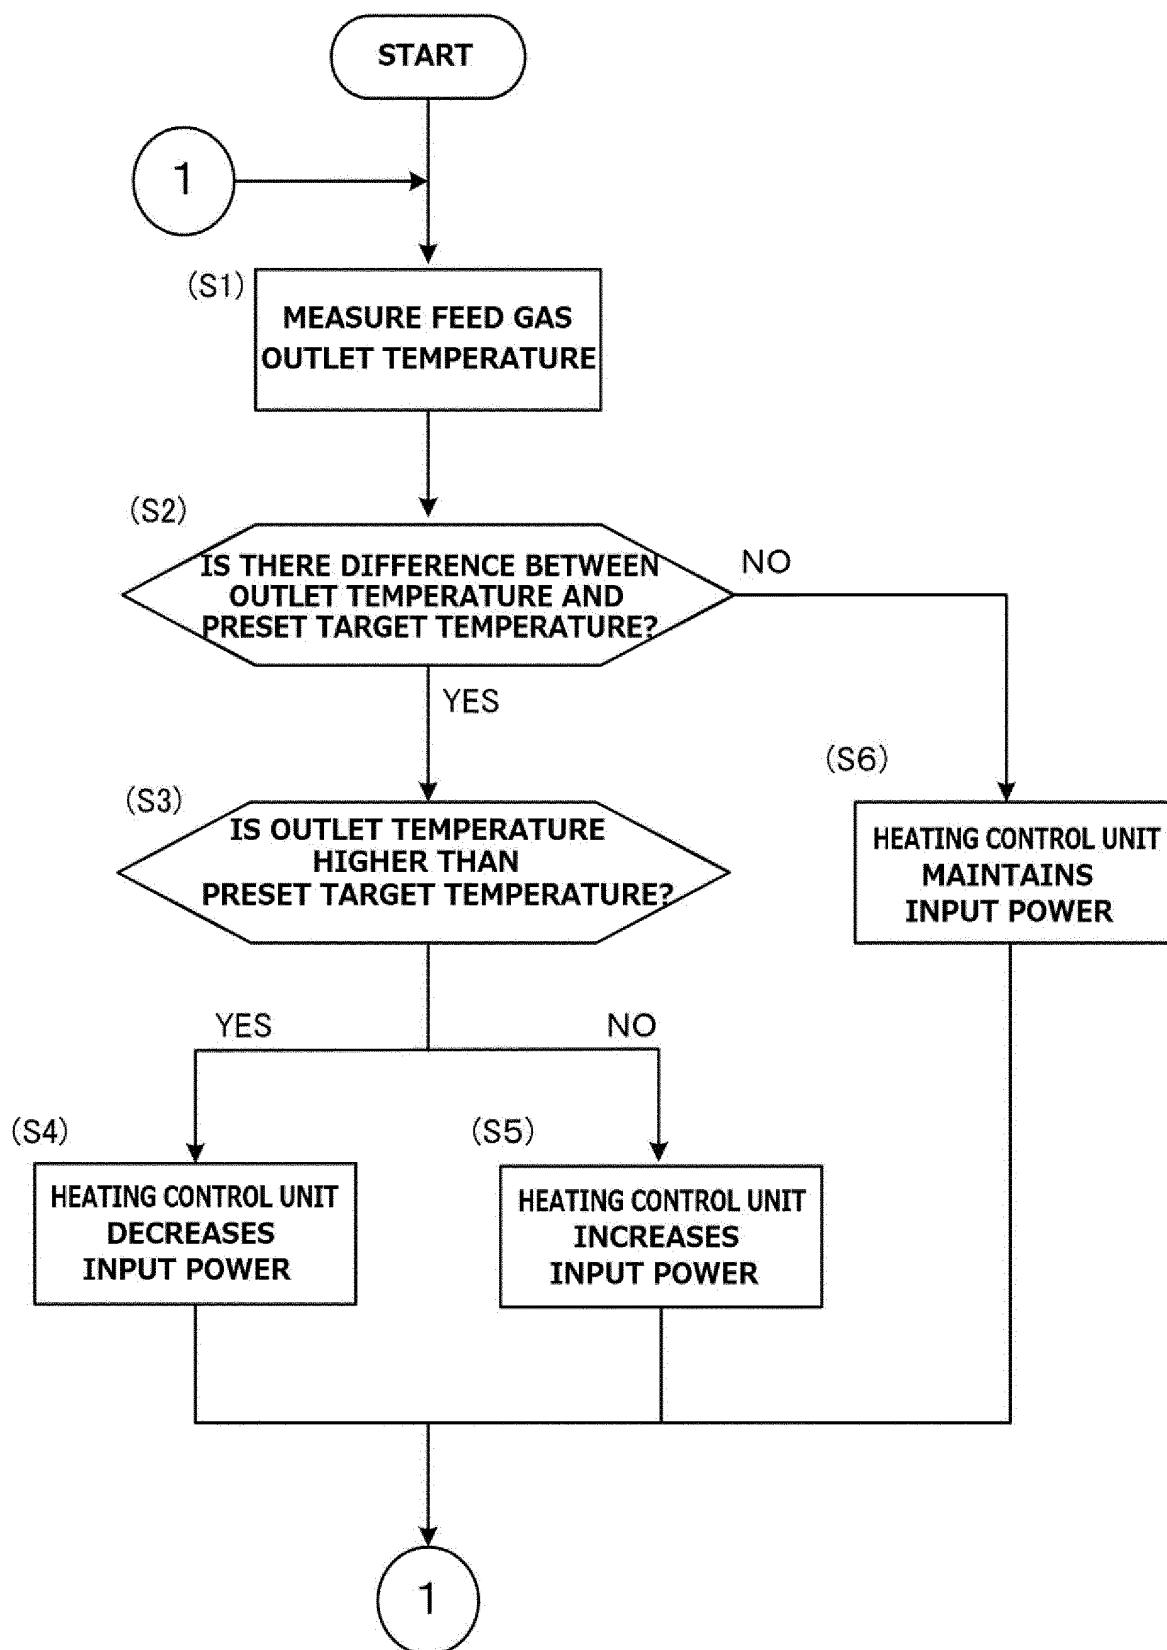 START
1
(S1)
MEASURE FEED GAS
OUTLET TEMPERATURE
(S2)
IS THERE DIFFERENCE BETWEEN
OUTLET TEMPERATURE AND
PRESET TARGET TEMPERATURE?
NO
YES
(S3)
IS OUTLET TEMPERATURE
HIGHER THAN
PRESET TARGET TEMPERATURE?
(S6)
HEATING CONTROL UNIT
MAINTAINS
INPUT POWER
YES
NO
(S4)
HEATING CONTROL UNIT
DECREASES
INPUT POWER
(S5)
HEATING CONTROL UNIT
INCREASES
INPUT POWER
1